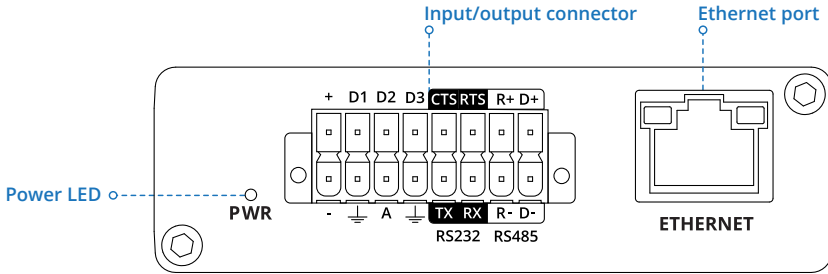 Input/output connector Ethernet port
+ D1 D2 D3 CTS RTS R+ D+
Power LED
PWR
- A TX RX R- D-
RS232 RS485
ETHERNET